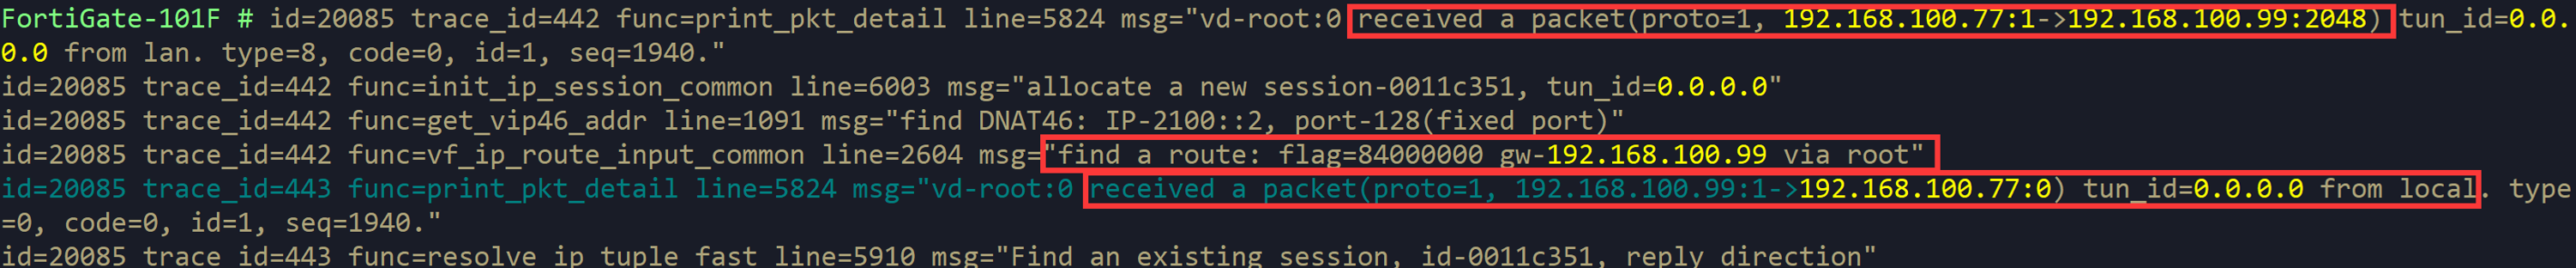 FortiGate-101F # id=20085 trace_id=442 func=print_pkt_detail line=5824 msg="vd-root:0 received a packet(proto=1, 192.168.100.77:1->192.168.100.99:2048) tun_id=0.0.
0.0 from lan. type=8, code=0, id=1, seq=1940."
id=20085 trace_id=442 func=init_ip_session_common line=6003 msg="allocate a new session-0011c351, tun_id=0.0.0.0"
id=20085 trace_id=442 func=get_vip46_addr line=1091 msg="find DNAT46: IP-2100::2, port-128(fixed port)"
id=20085 trace_id=442 func=vf_ip_route_input_common line=2604 msg="find a route: flag=84000000 gw-192.168.100.99 via root"
id=20085 trace_id=443 func=print_pkt_detail line=5824 msg="vd-root:0 received a packet(proto=1, 192.168.100.99:1->192.168.100.77:0) tun_id=0.0.0.0 from local. type
=0, code=0, id=1, seq=1940."
id=20085 trace_id=443 func=resolve_ip_tuple_fast line=5910 msg="Find an existing session, id-0011c351, reply direction"